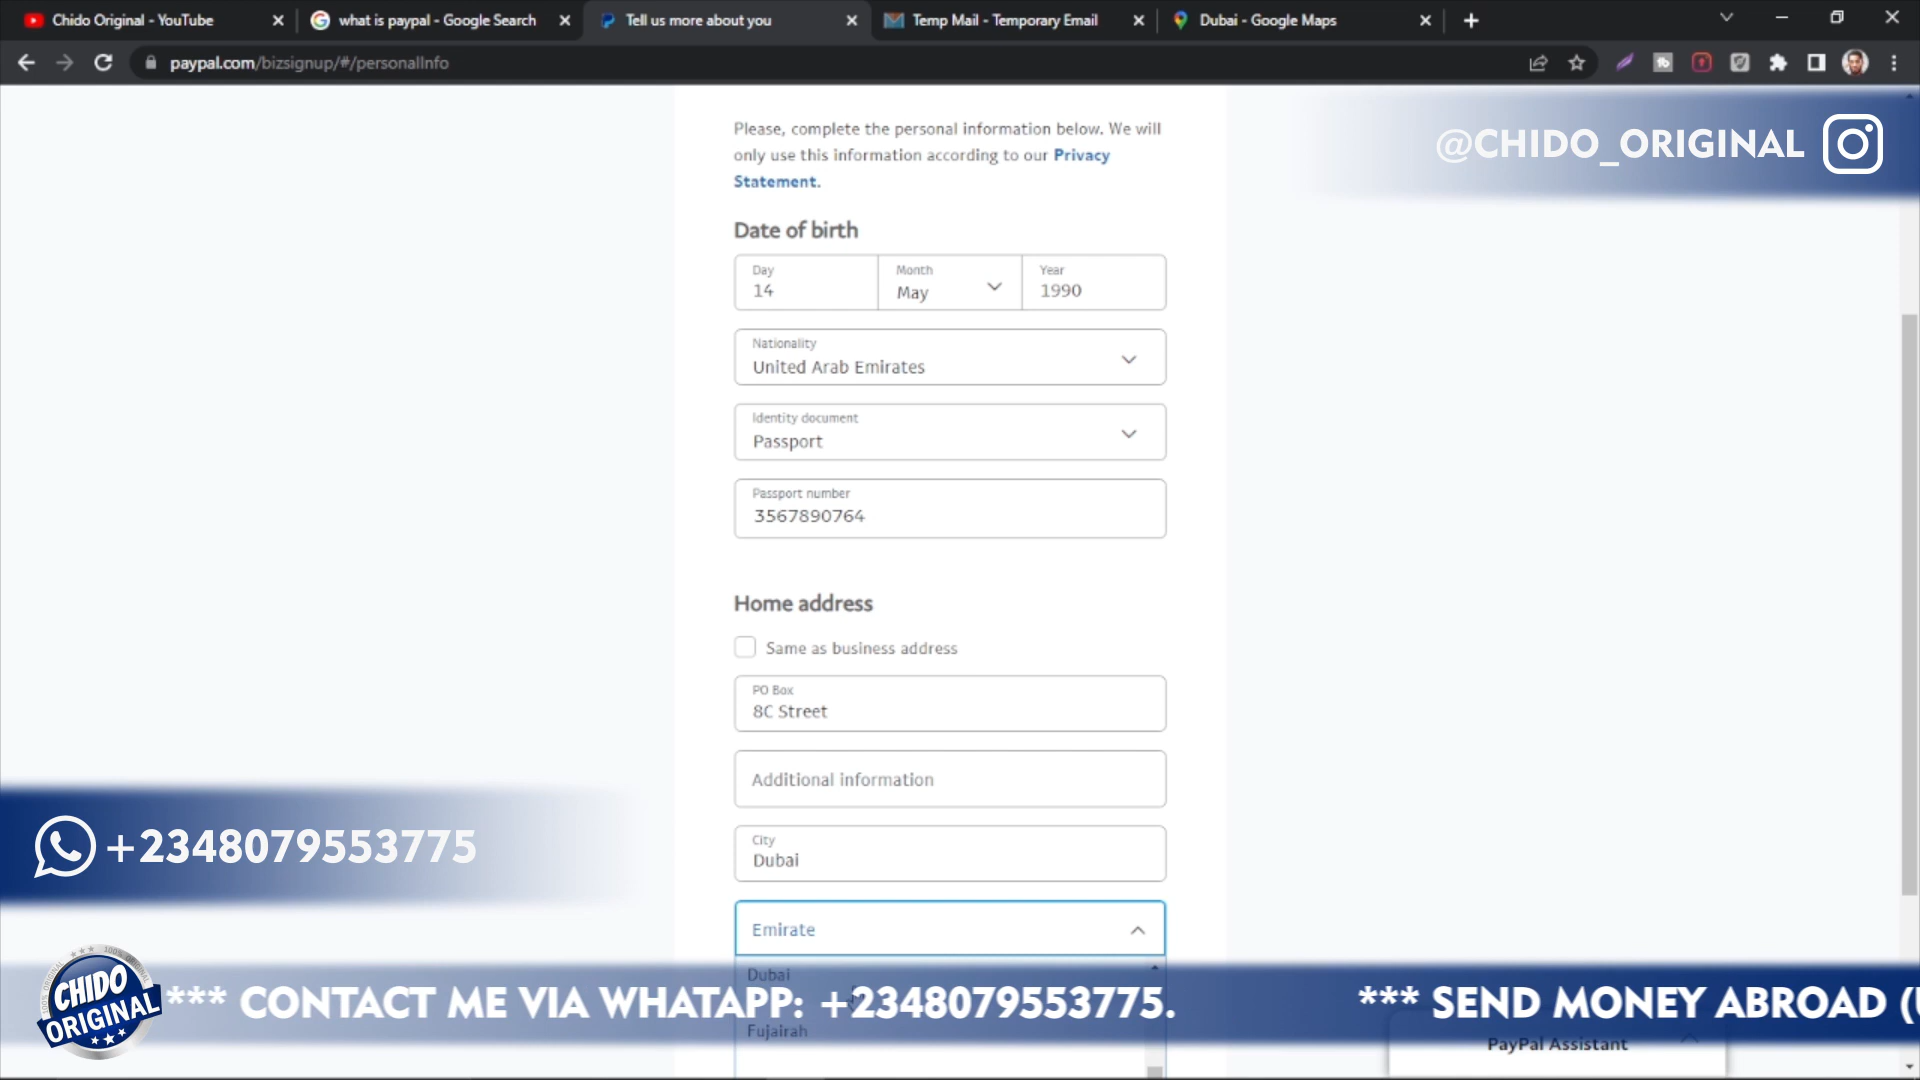 Chido Original - YouTube
what is paypal - Google Search
Tell us more about you
Temp Mail - Temporary Email
Dubai - Google Maps
paypal.com/bizsignup/#/personalInfo
Please, complete the personal information below. We will
only use this information according to our Privacy
Statement.
@CHIDO_ORIGINAL
Date of birth
Day
14
Month
May
Year
1990
Nationality
United Arab Emirates
Identity document
Passport
Passport number
3567890764
Home address
Same as business address
PO Box
8C Street
Additional information
City
Dubai
+2348079553775
Emirate
Dubai
CHIDO
ORIGINAL
*** CONTACT ME VIA WHATAPP: +2348079553775.
*** SEND MONEY ABROAD (
Fujairah
PayPal Assistant